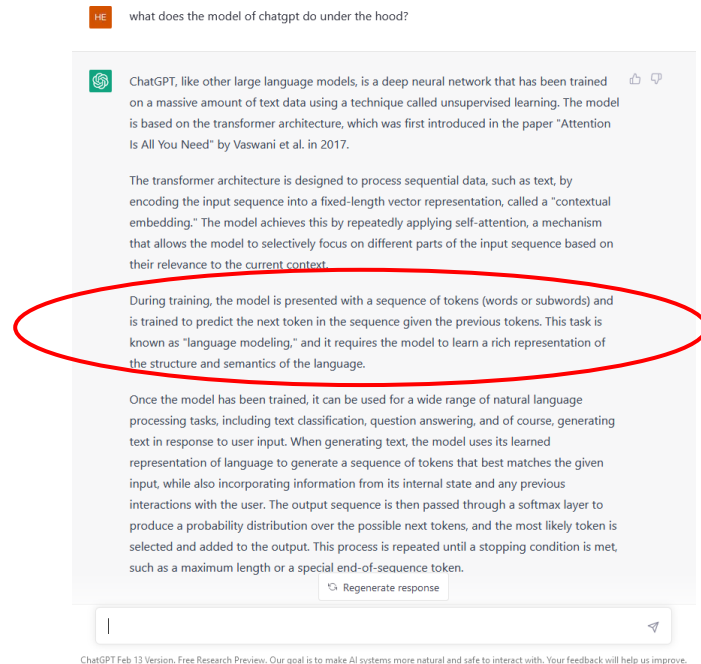 HE
what does the model of chatgpt do under the hood?
ChatGPT, like other large language models, is a deep neural network that has been trained
on a massive amount of text data using a technique called unsupervised learning. The model
is based on the transformer architecture, which was first introduced in the paper "Attention
Is All You Need" by Vaswani et al. in 2017.
The transformer architecture is designed to process sequential data, such as text, by
encoding the input sequence into a fixed-length vector representation, called a "contextual
embedding." The model achieves this by repeatedly applying self-attention, a mechanism
that allows the model to selectively focus on different parts of the input sequence based on
their relevance to the current context.
During training, the model is presented with a sequence of tokens (words or subwords) and
is trained to predict the next token in the sequence given the previous tokens. This task is
known as "language modeling," and it requires the model to learn a rich representation of
the structure and semantics of the language.
Once the model has been trained, it can be used for a wide range of natural language
processing tasks, including text classification, question answering, and of course, generating
text in response to user input. When generating text, the model uses its learned
representation of language to generate a sequence of tokens that best matches the given
input, while also incorporating information from its internal state and any previous
interactions with the user. The output sequence is then passed through a softmax layer to
produce a probability distribution over the possible next tokens, and the most likely token is
selected and added to the output. This process is repeated until a stopping condition is met,
such as a maximum length or a special end-of-sequence token.
Regenerate response
ChatGPT Feb 13 Version. Free Research Preview. Our goal is to make AI systems more natural and safe to interact with. Your feedback will help us improve.